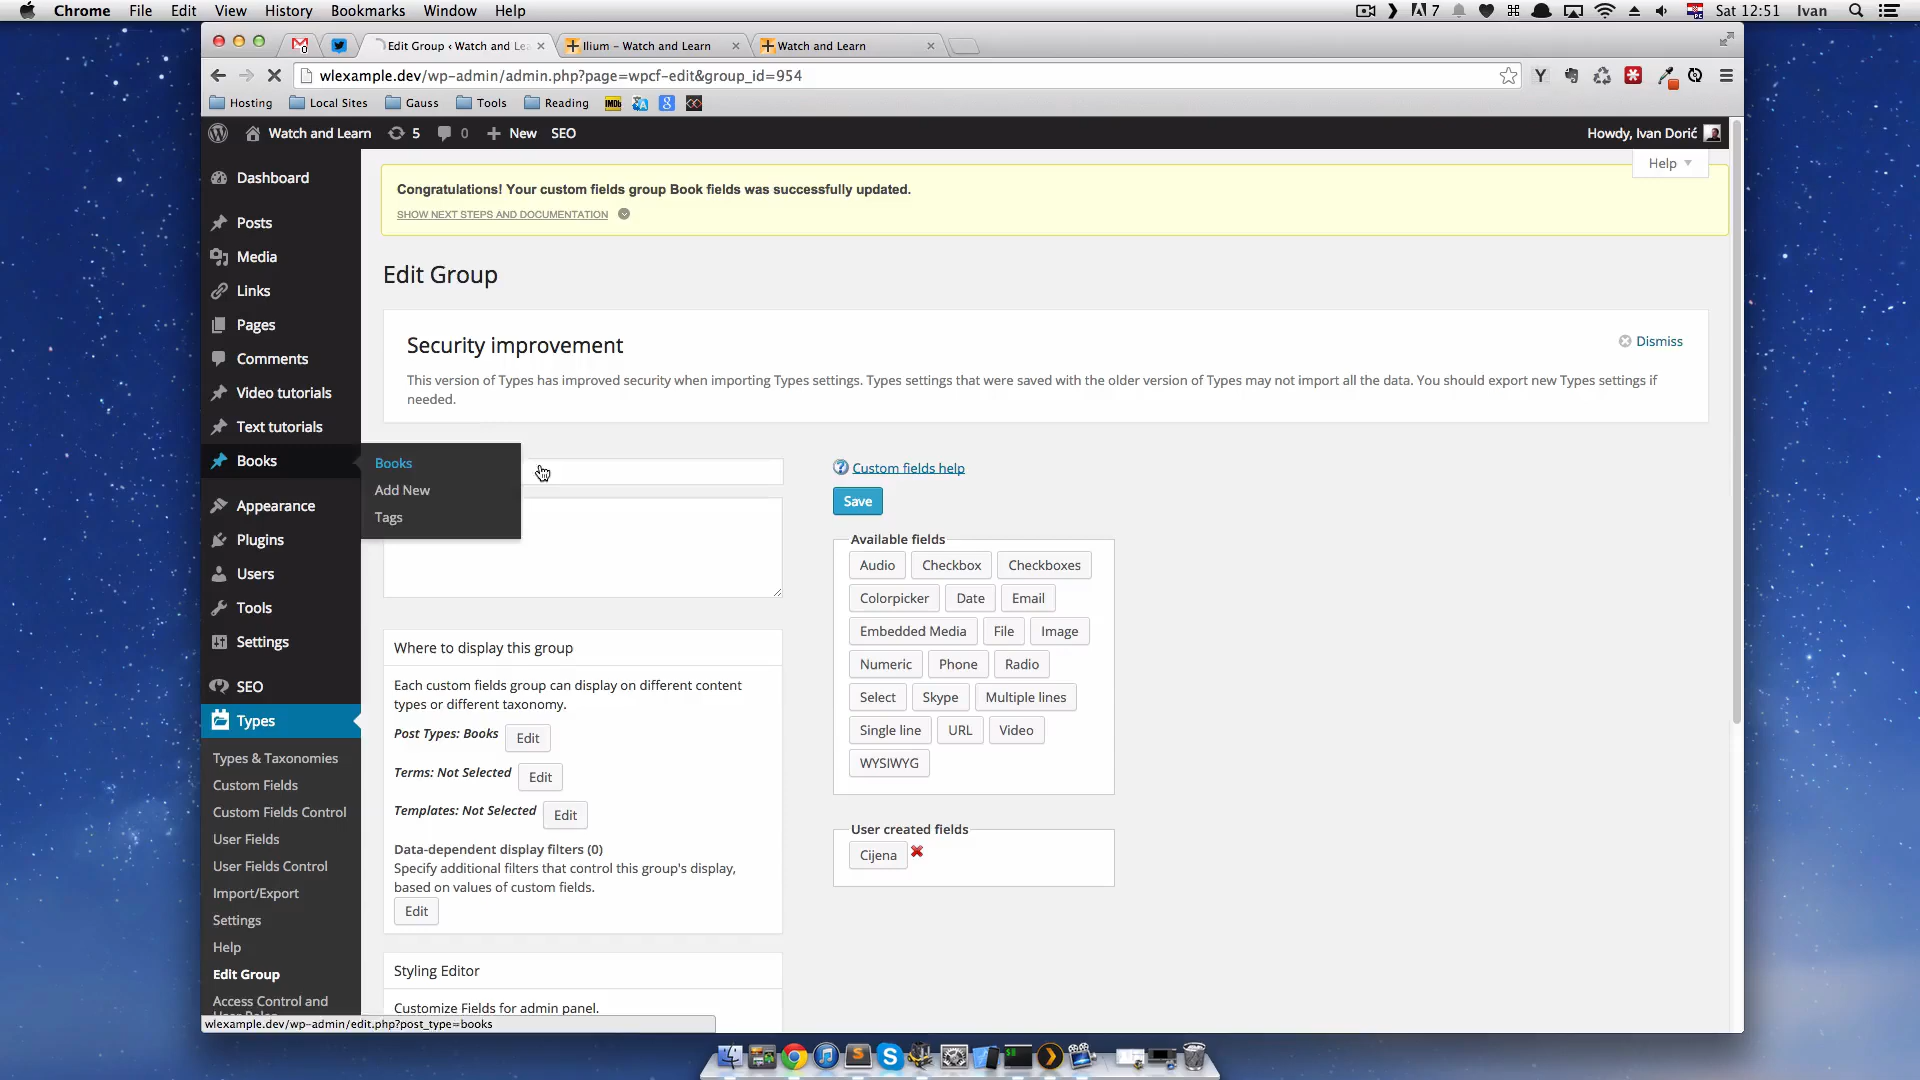 Chrome File Edit View History Bookmarks Window Help
7 Sat 12:51 Ivan
Edit Group ‹ Watch and Lea
Ilium – Watch and Learn
Watch and Learn
wlexample.dev/wp-admin/admin.php?page=wpcf-edit&group_id=954
Hosting Local Sites Gauss Tools Reading IMDb
Watch and Learn 5 0 New SEO
Howdy, Ivan Dorić
Help
Dashboard
Posts
Media
Links
Pages
Comments
Video tutorials
Text tutorials
Books
Appearance
Plugins
Users
Tools
Settings
SEO
Types
Types & Taxonomies
Custom Fields
Custom Fields Control
User Fields
User Fields Control
Import/Export
Settings
Help
Edit Group
Access Control and
Books
Add New
Tags
Congratulations! Your custom fields group Book fields was successfully updated.
SHOW NEXT STEPS AND DOCUMENTATION
Edit Group
Security improvement
Dismiss
This version of Types has improved security when importing Types settings. Types settings that were saved with the older version of Types may not import all the data. You should export new Types settings if
needed.
Custom fields help
Save
Where to display this group
Each custom fields group can display on different content
types or different taxonomy.
Post Types: Books Edit
Terms: Not Selected Edit
Templates: Not Selected Edit
Data-dependent display filters (0)
Specify additional filters that control this group's display,
based on values of custom fields.
Edit
Styling Editor
Customize Fields for admin panel.
Available fields
Audio Checkbox Checkboxes
Colorpicker Date Email
Embedded Media File Image
Numeric Phone Radio
Select Skype Multiple lines
Single line URL Video
WYSIWYG
User created fields
Cijena
wlexample.dev/wp-admin/edit.php?post_type=books